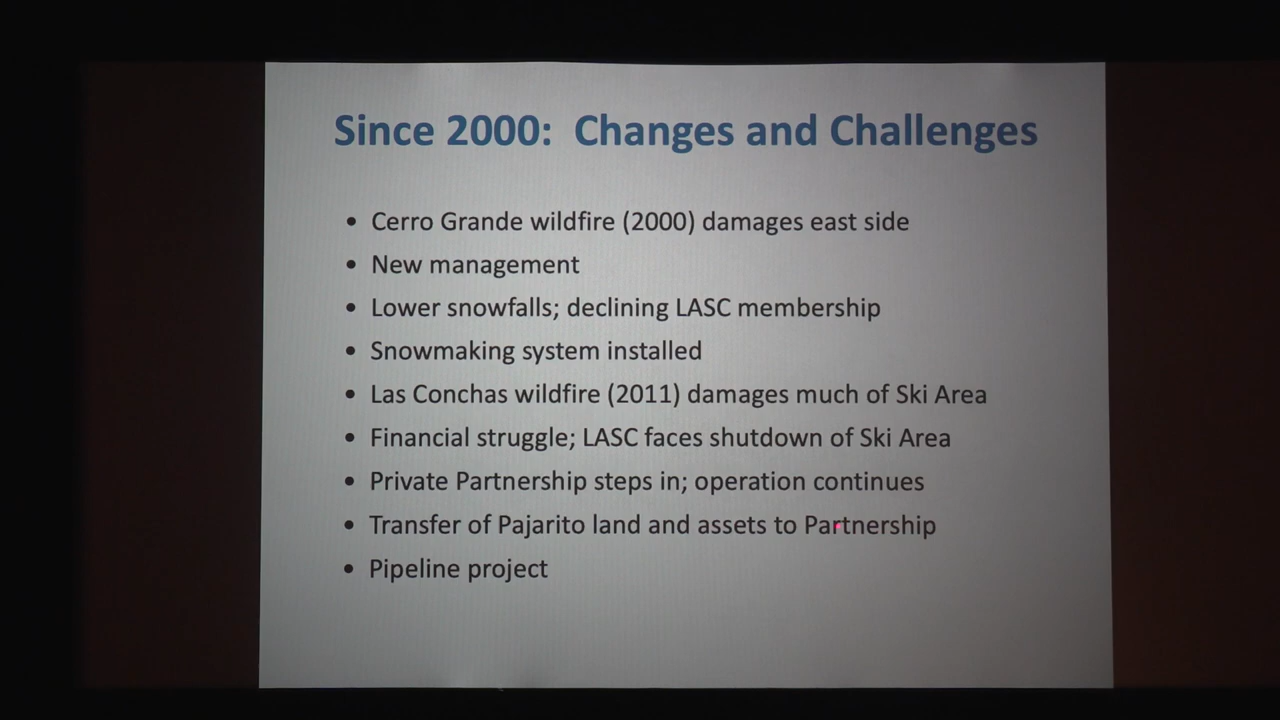 Since 2000:  Changes and Challenges
• Cerro Grande wildfire (2000) damages east side
• New management
• Lower snowfalls; declining LASC membership
• Snowmaking system installed
• Las Conchas wildfire (2011) damages much of Ski Area
• Financial struggle; LASC faces shutdown of Ski Area
• Private Partnership steps in; operation continues
• Transfer of Pajarito land and assets to Partnership
• Pipeline project